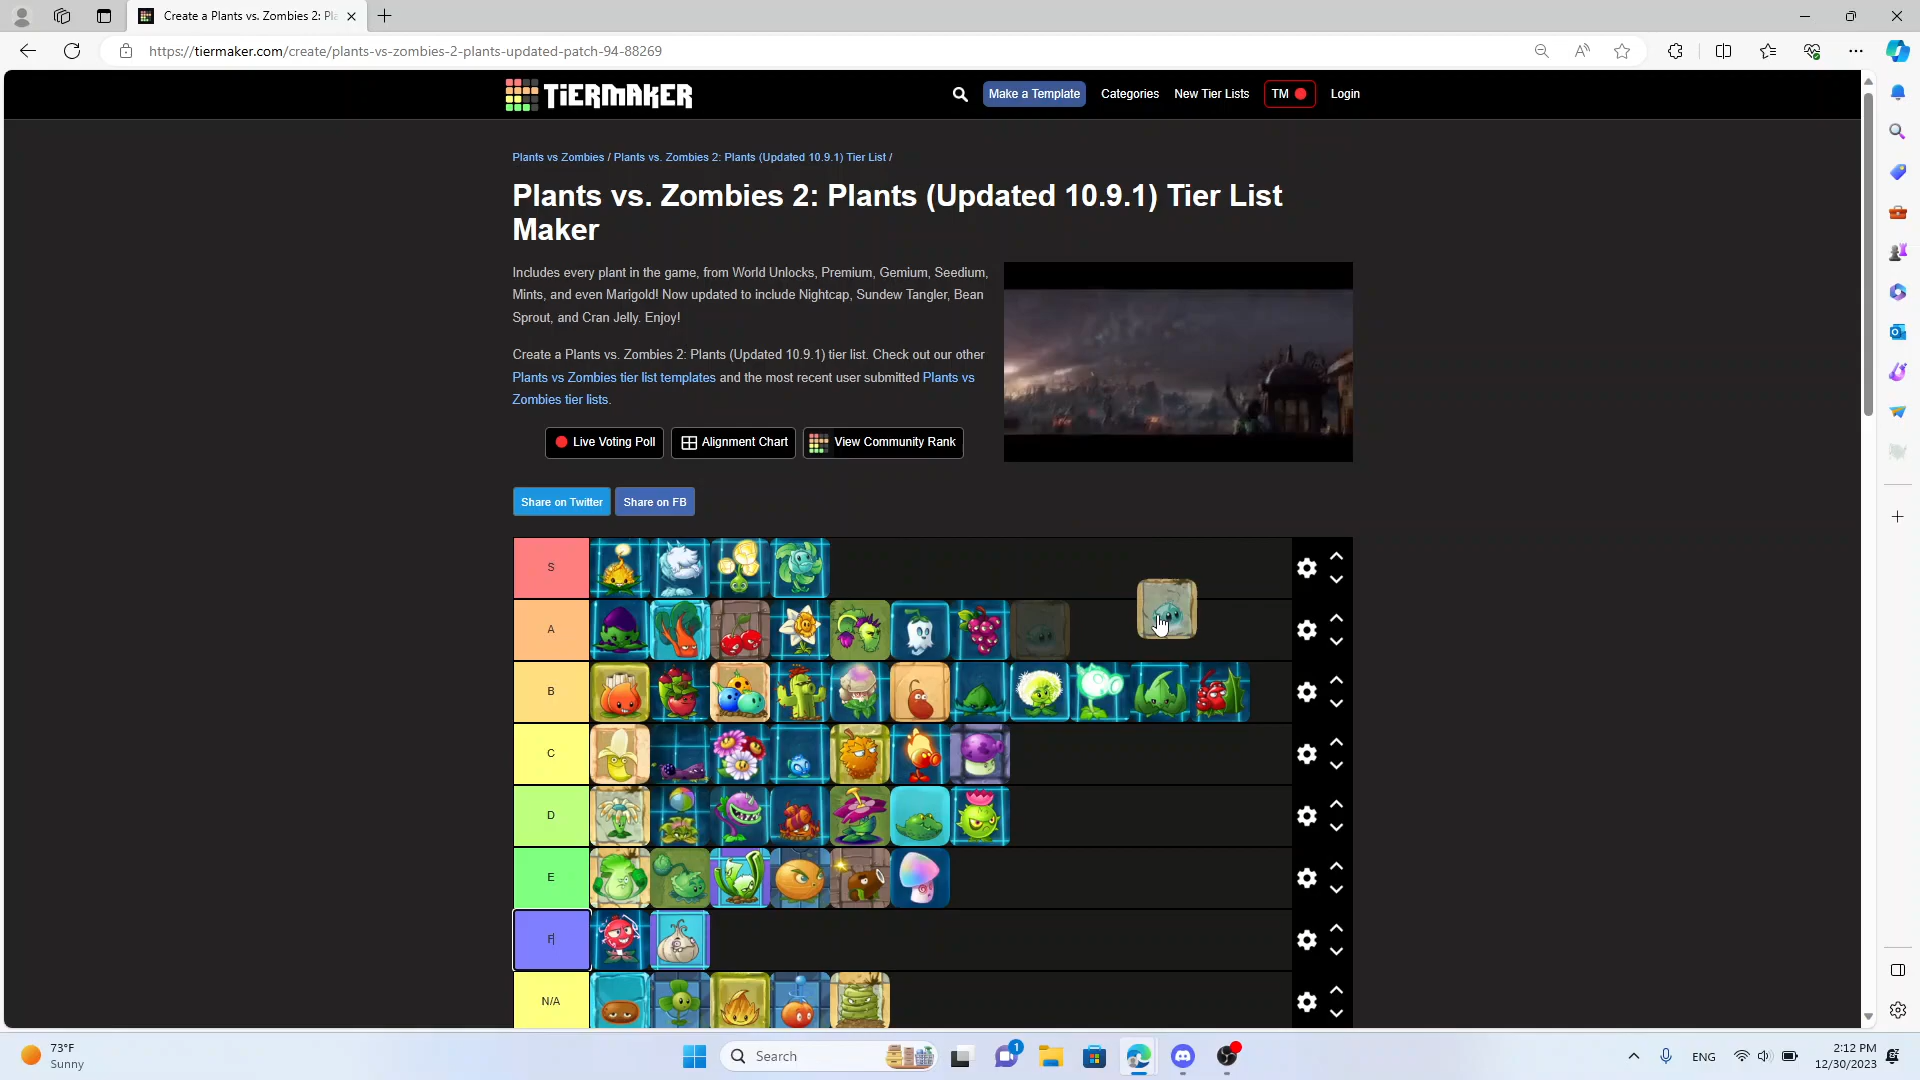 Create a Plants vs. Zombies 2: Pla
https://tiermaker.com/create/plants-vs-zombies-2-plants-updated-patch-94-88269
TiERMAKER
Make a Template
Categories
New Tier Lists
TM
Login
Plants vs Zombies / Plants vs. Zombies 2: Plants (Updated 10.9.1) Tier List /
Plants vs. Zombies 2: Plants (Updated 10.9.1) Tier List
Maker
Includes every plant in the game, from World Unlocks, Premium, Gemium, Seedium,
Mints, and even Marigold! Now updated to include Nightcap, Sundew Tangler, Bean
Sprout, and Cran Jelly. Enjoy!
Create a Plants vs. Zombies 2: Plants (Updated 10.9.1) tier list. Check out our other
Plants vs Zombies tier list templates and the most recent user submitted Plants vs
Zombies tier lists.
Live Voting Poll
Alignment Chart
View Community Rank
Share on Twitter
Share on FB
S
A
B
C
D
E
F
N/A
73°F
Sunny
Search
1
ENG
2:12 PM
12/30/2023